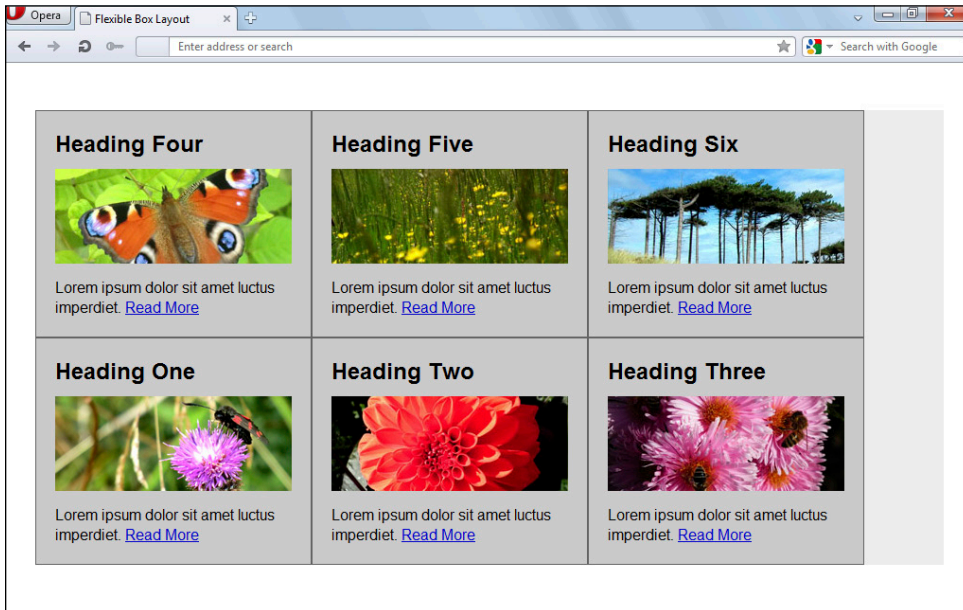 Opera
Flexible Box Layout
Enter address or search
Search with Google
Heading Four
Heading Five
Heading Six
Lorem ipsum dolor sit amet luctus
imperdiet. Read More
Lorem ipsum dolor sit amet luctus
imperdiet. Read More
Lorem ipsum dolor sit amet luctus
imperdiet. Read More
Heading One
Heading Two
Heading Three
Lorem ipsum dolor sit amet luctus
imperdiet. Read More
Lorem ipsum dolor sit amet luctus
imperdiet. Read More
Lorem ipsum dolor sit amet luctus
imperdiet. Read More